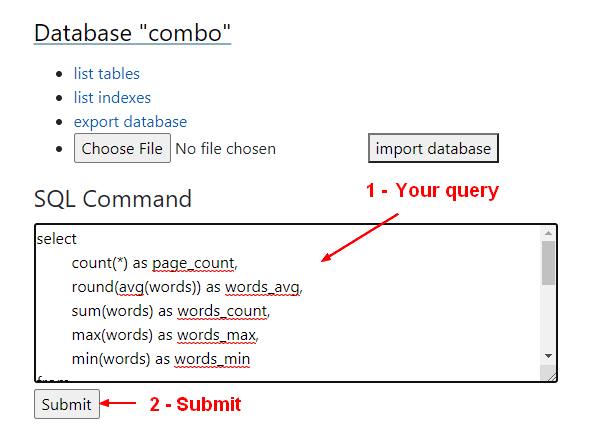 Database "combo"
list tables
list indexes
export database
Choose File No file chosen import database
SQL Command
1 - Your query
select
count(*) as page_count,
round(avg(words)) as words_avg,
sum(words) as words_count,
max(words) as words_max,
min(words) as words_min
from
Submit
2 - Submit